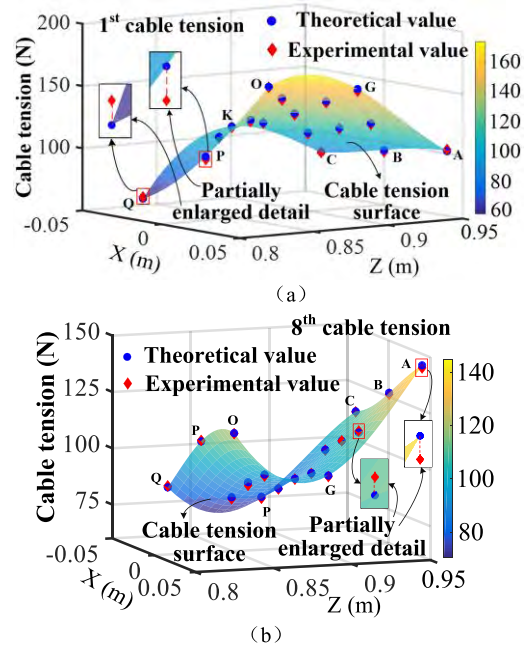 200
1st cable tension
Theoretical value
Experimental value
Cable tension (N)
150
100
-0.05
0
0.05
X (m)
0.8
0.85
0.9
0.95
Z (m)
O
G
K
P
Q
C
B
A
Partially
enlarged detail
Cable tension
surface
160
140
120
100
80
60
(a)
150
8th cable tension
Theoretical value
Experimental value
Cable tension (N)
125
100
75
-0.05
0
0.05
X (m)
0.8
0.85
0.9
0.95
Z (m)
A
B
C
P
O
Q
G
P
Cable tension
surface
Partially
enlarged detail
140
120
100
80
(b)